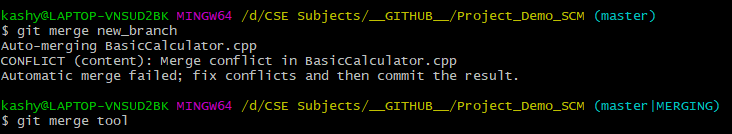 kashy@LAPTOP-VNSUD2BK MINGW64 /d/CSE Subjects/__GITHUB__/Project_Demo_SCM (master)
$ git merge new_branch
Auto-merging BasicCalculator.cpp
CONFLICT (content): Merge conflict in BasicCalculator.cpp
Automatic merge failed; fix conflicts and then commit the result.
kashy@LAPTOP-VNSUD2BK MINGW64 /d/CSE Subjects/__GITHUB__/Project_Demo_SCM (master|MERGING)
$ git merge tool